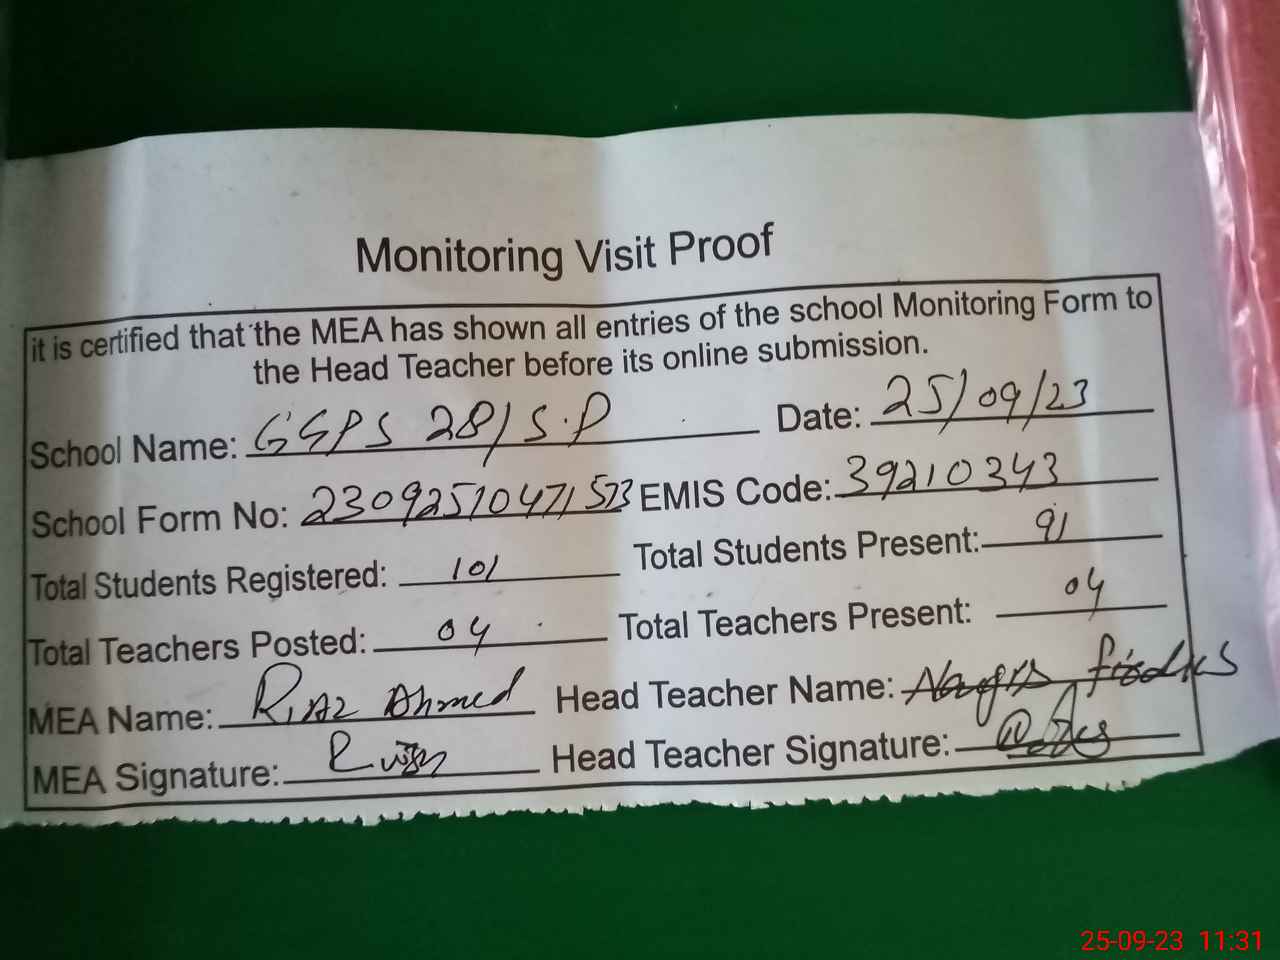 Monitoring Visit Proof
it is certified that the MEA has shown all entries of the school Monitoring Form to
the Head Teacher before its online submission.
School Name: GGPS 28/S.P Date: 25/09/23
School Form No: 23092510471523 EMIS Code: 39210343
Total Students Registered: 101 Total Students Present: 91
Total Teachers Posted: 04 Total Teachers Present: 04
MEA Name: Riaz Ahmed Head Teacher Name:
MEA Signature: Head Teacher Signature:
25-09-23 11:31